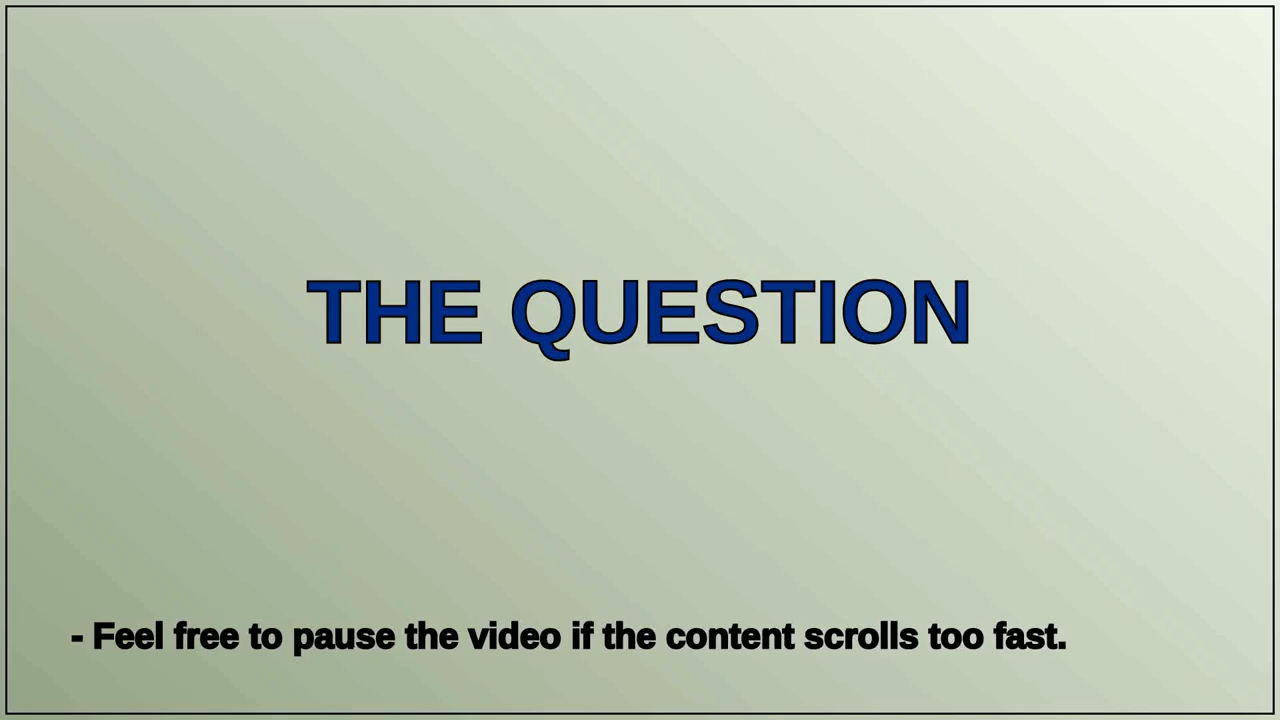 THE QUESTION
- Feel free to pause the video if the content scrolls too fast.